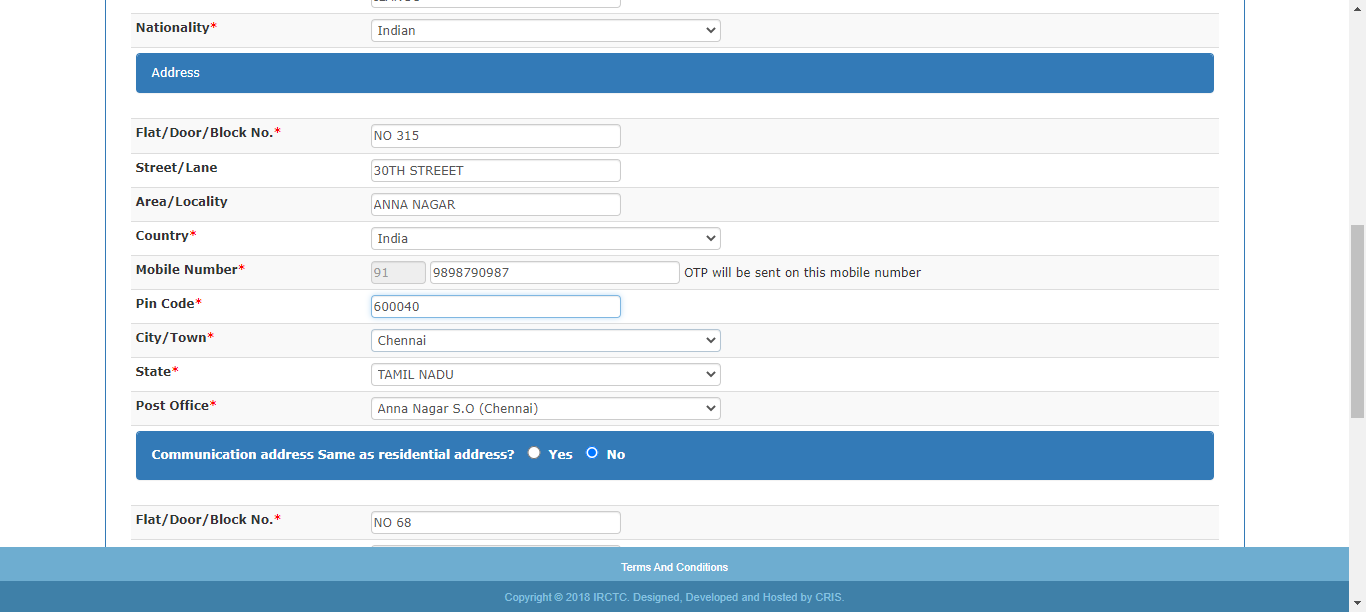 Nationality*
Indian
Address
Flat/Door/Block No.*
NO 315
Street/Lane
30TH STREEET
Area/Locality
ANNA NAGAR
Country*
India
Mobile Number*
91 9898790987 OTP will be sent on this mobile number
Pin Code*
600040
City/Town*
Chennai
State*
TAMIL NADU
Post Office*
Anna Nagar S.O (Chennai)
Communication address Same as residential address? Yes No
Flat/Door/Block No.*
NO 68
Terms And Conditions
Copyright © 2018 IRCTC. Designed, Developed and Hosted by CRIS.